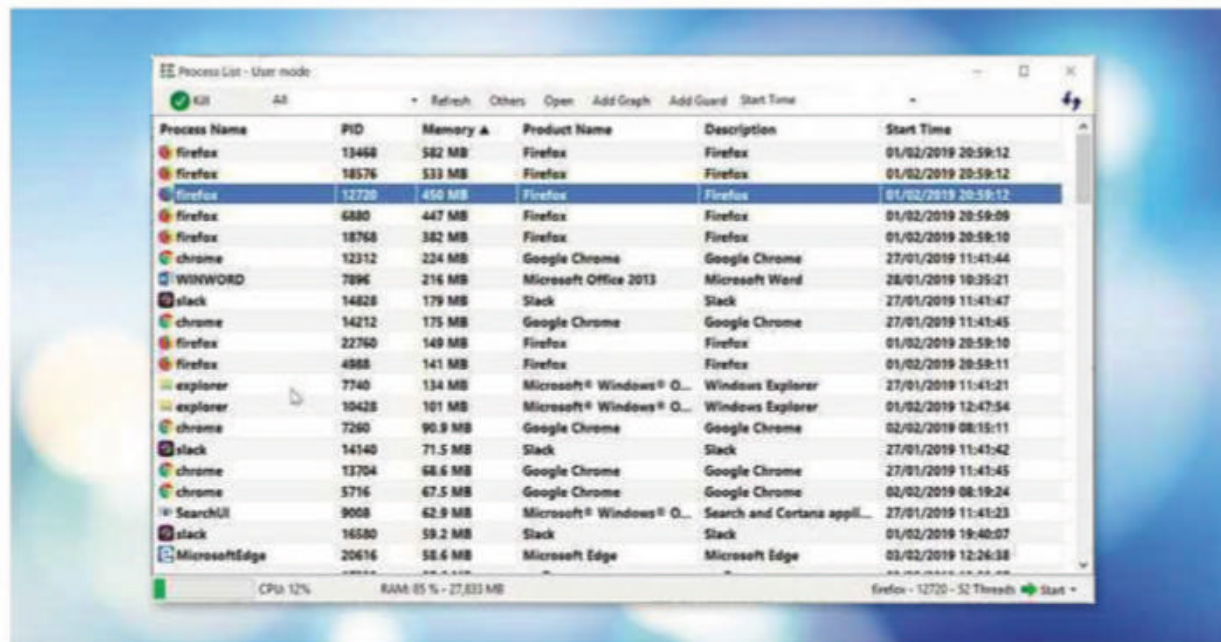 Process List - User mode
Kill All Refresh Others Open Add Graph Add Guard Start Time
Process Name PID Memory ▲ Product Name Description Start Time
firefox 13468 582 MB Firefox Firefox 01/02/2019 20:59:12
firefox 18576 533 MB Firefox Firefox 01/02/2019 20:59:12
firefox 12720 450 MB Firefox Firefox 01/02/2019 20:59:12
firefox 6880 447 MB Firefox Firefox 01/02/2019 20:59:09
firefox 18768 382 MB Firefox Firefox 01/02/2019 20:59:10
chrome 12312 224 MB Google Chrome Google Chrome 27/01/2019 11:41:44
WINWORD 7896 216 MB Microsoft Office 2013 Microsoft Word 28/01/2019 10:35:21
slack 14828 179 MB Slack Slack 27/01/2019 11:41:47
chrome 14212 175 MB Google Chrome Google Chrome 27/01/2019 11:41:45
firefox 22760 149 MB Firefox Firefox 01/02/2019 20:59:10
firefox 4988 141 MB Firefox Firefox 01/02/2019 20:59:11
explorer 7740 134 MB Microsoft® Windows® O... Windows Explorer 27/01/2019 11:41:21
explorer 10428 101 MB Microsoft® Windows® O... Windows Explorer 01/02/2019 12:47:54
chrome 7260 90.9 MB Google Chrome Google Chrome 02/02/2019 08:15:11
slack 14140 71.5 MB Slack Slack 27/01/2019 11:41:42
chrome 13704 68.6 MB Google Chrome Google Chrome 27/01/2019 11:41:45
chrome 5716 67.5 MB Google Chrome Google Chrome 02/02/2019 08:19:24
SearchUI 9008 62.9 MB Microsoft® Windows® O... Search and Cortana appli... 27/01/2019 11:41:23
slack 16580 59.2 MB Slack Slack 01/02/2019 19:40:07
MicrosoftEdge 20616 58.6 MB Microsoft Edge Microsoft Edge 03/02/2019 12:26:38
CPU: 12% RAM: 85 % - 27,833 MB firefox - 12720 - 52 Threads Start